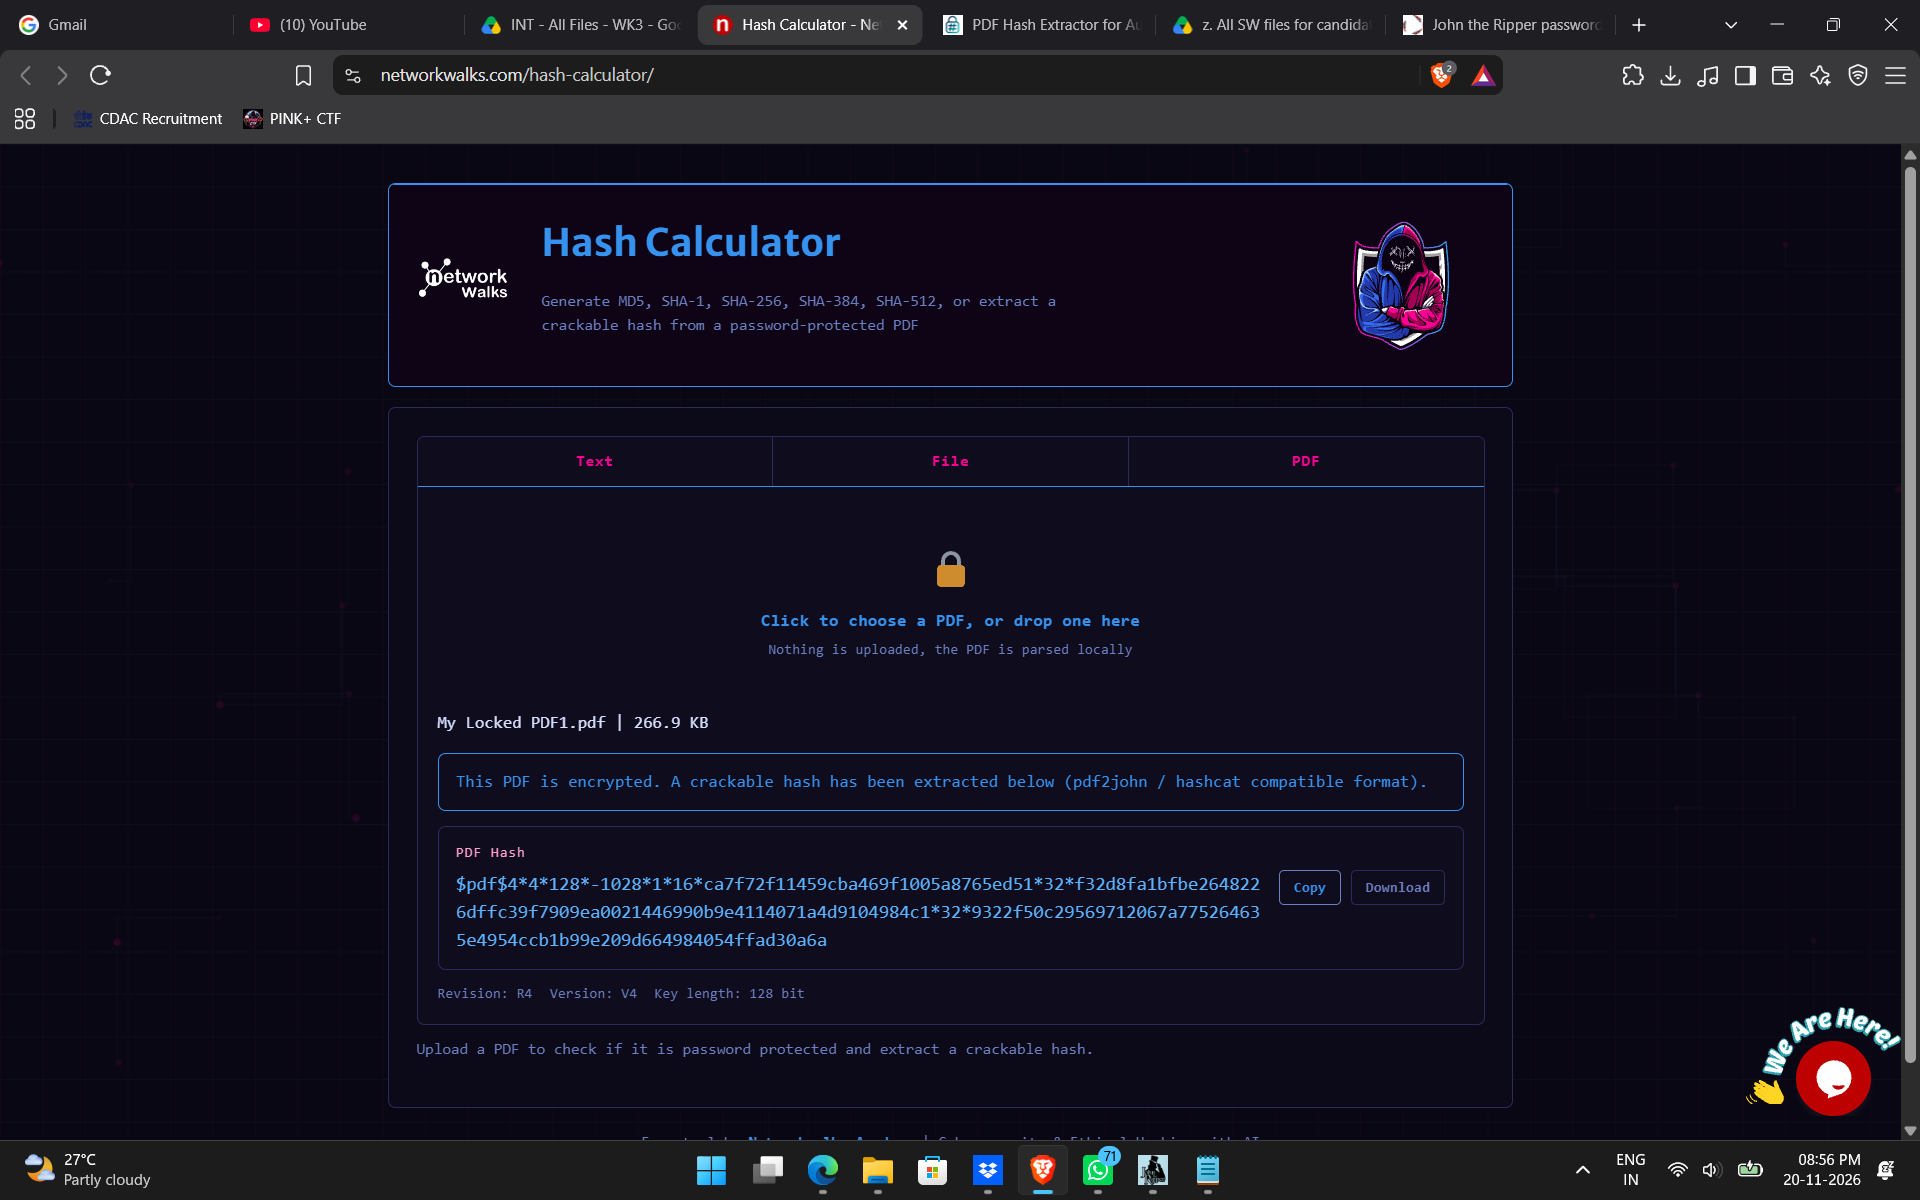 Gmail
(10) YouTube
INT - All Files - WK3 - Goo
Hash Calculator - Ne
PDF Hash Extractor for Au
z. All SW files for candida
John the Ripper password
networkwalks.com/hash-calculator/
2
CDAC Recruitment
PINK+ CTF
network
Walks
Hash Calculator
Generate MD5, SHA-1, SHA-256, SHA-384, SHA-512, or extract a
crackable hash from a password-protected PDF
Text
File
PDF
Click to choose a PDF, or drop one here
Nothing is uploaded, the PDF is parsed locally
My Locked PDF1.pdf | 266.9 KB
This PDF is encrypted. A crackable hash has been extracted below (pdf2john / hashcat compatible format).
PDF Hash
$pdf$4*4*128*-1028*1*16*ca7f72f11459cba469f1005a8765ed51*32*f32d8fa1bfbe264822
6dffc39f7909ea0021446990b9e4114071a4d9104984c1*32*9322f50c29569712067a77526463
5e4954ccb1b99e209d664984054ffad30a6a
Copy
Download
Revision: R4 Version: V4 Key length: 128 bit
Upload a PDF to check if it is password protected and extract a crackable hash.
We Are Here!
27°C
Partly cloudy
71
ENG
IN
08:56 PM
20-11-2026